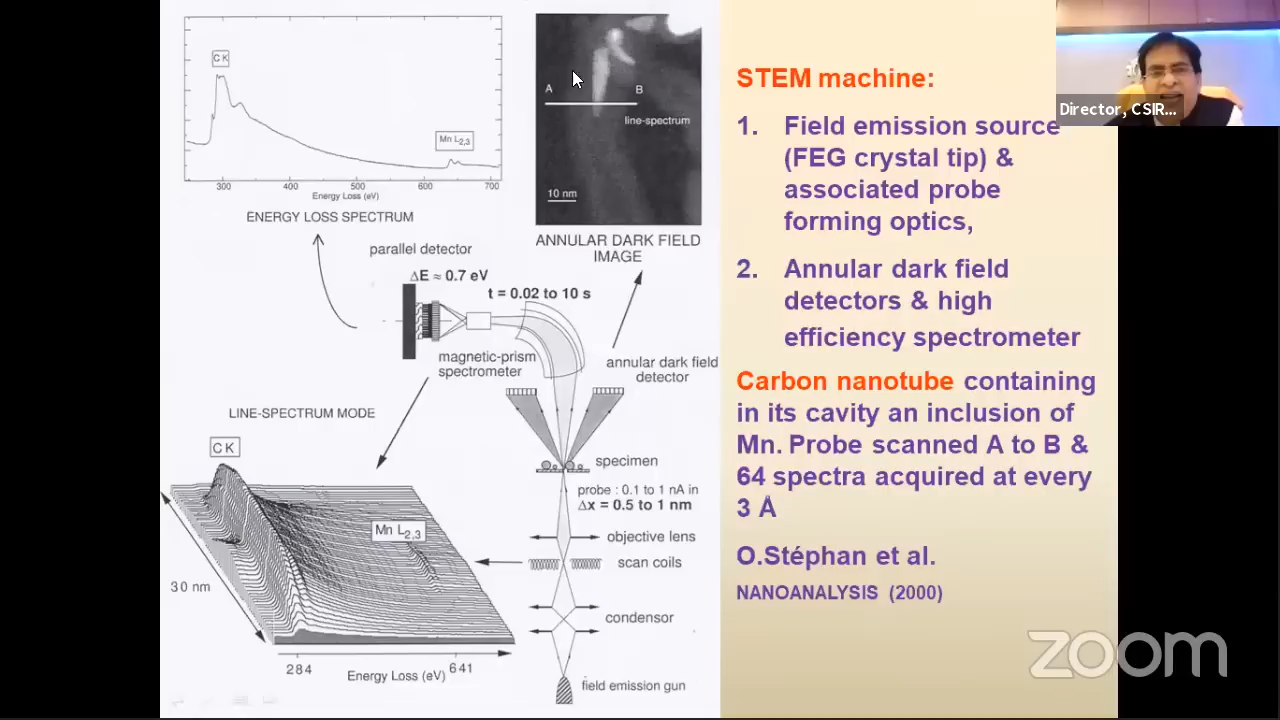 C K
Mn L2,3
300
400
500
600
700
Energy Loss (eV)
ENERGY LOSS SPECTRUM
A
B
line-spectrum
10 nm
ANNULAR DARK FIELD
IMAGE
parallel detector
ΔE ≈ 0.7 eV
t = 0.02 to 10 s
magnetic-prism
spectrometer
annular dark field
detector
LINE-SPECTRUM MODE
C K
Mn L2,3
30 nm
284
641
Energy Loss (eV)
specimen
probe : 0.1 to 1 nA in
Δx = 0.5 to 1 nm
objective lens
scan coils
condensor
field emission gun
STEM machine:
1. Field emission source
(FEG crystal tip) &
associated probe
forming optics,
2. Annular dark field
detectors & high
efficiency spectrometer
Carbon nanotube containing
in its cavity an inclusion of
Mn. Probe scanned A to B &
64 spectra acquired at every
3 Å
O.Stéphan et al.
NANOANALYSIS (2000)
Director, CSIR...
zoom